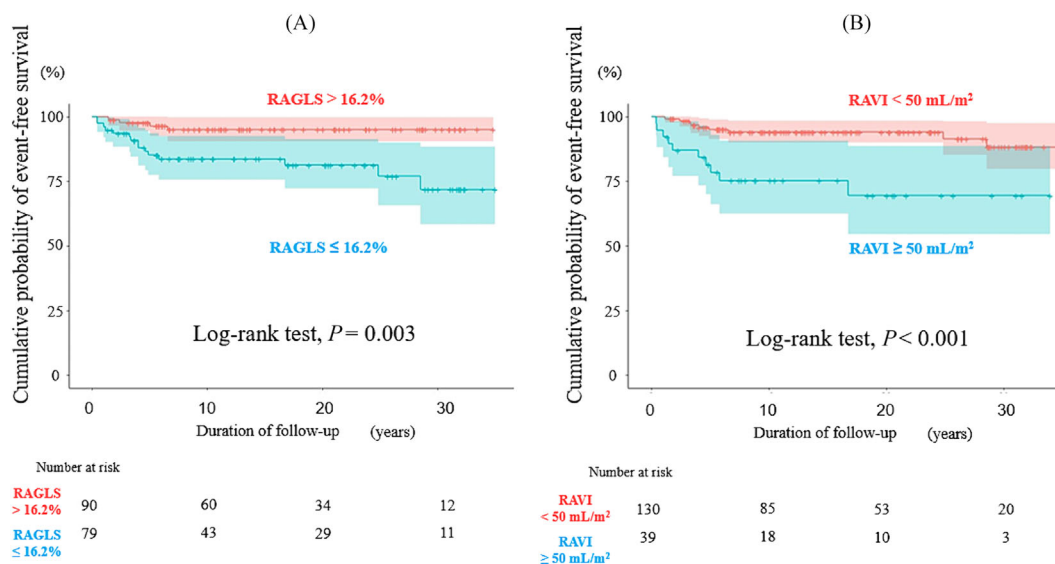 (A)
Cumulative probability of event-free survival
(%)
RAGLS > 16.2%
100
75
RAGLS ≤ 16.2%
50
25
Log-rank test, P = 0.003
0
0 10 20 30
Duration of follow-up (years)
Number at risk
RAGLS
> 16.2%
90 60 34 12
RAGLS
≤ 16.2%
79 43 29 11
(B)
Cumulative probability of event-free survival
(%)
RAVI < 50 mL/m²
100
75
RAVI ≥ 50 mL/m²
50
25
Log-rank test, P < 0.001
0
0 10 20 30
Duration of follow-up (years)
Number at risk
RAVI
< 50 mL/m²
130 85 53 20
RAVI
≥ 50 mL/m²
39 18 10 3